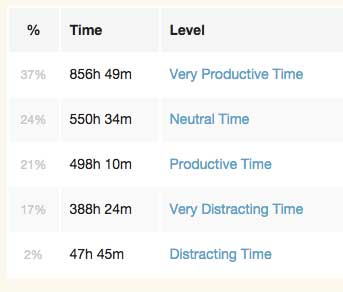 % Time Level
37% 856h 49m Very Productive Time
24% 550h 34m Neutral Time
21% 498h 10m Productive Time
17% 388h 24m Very Distracting Time
2% 47h 45m Distracting Time